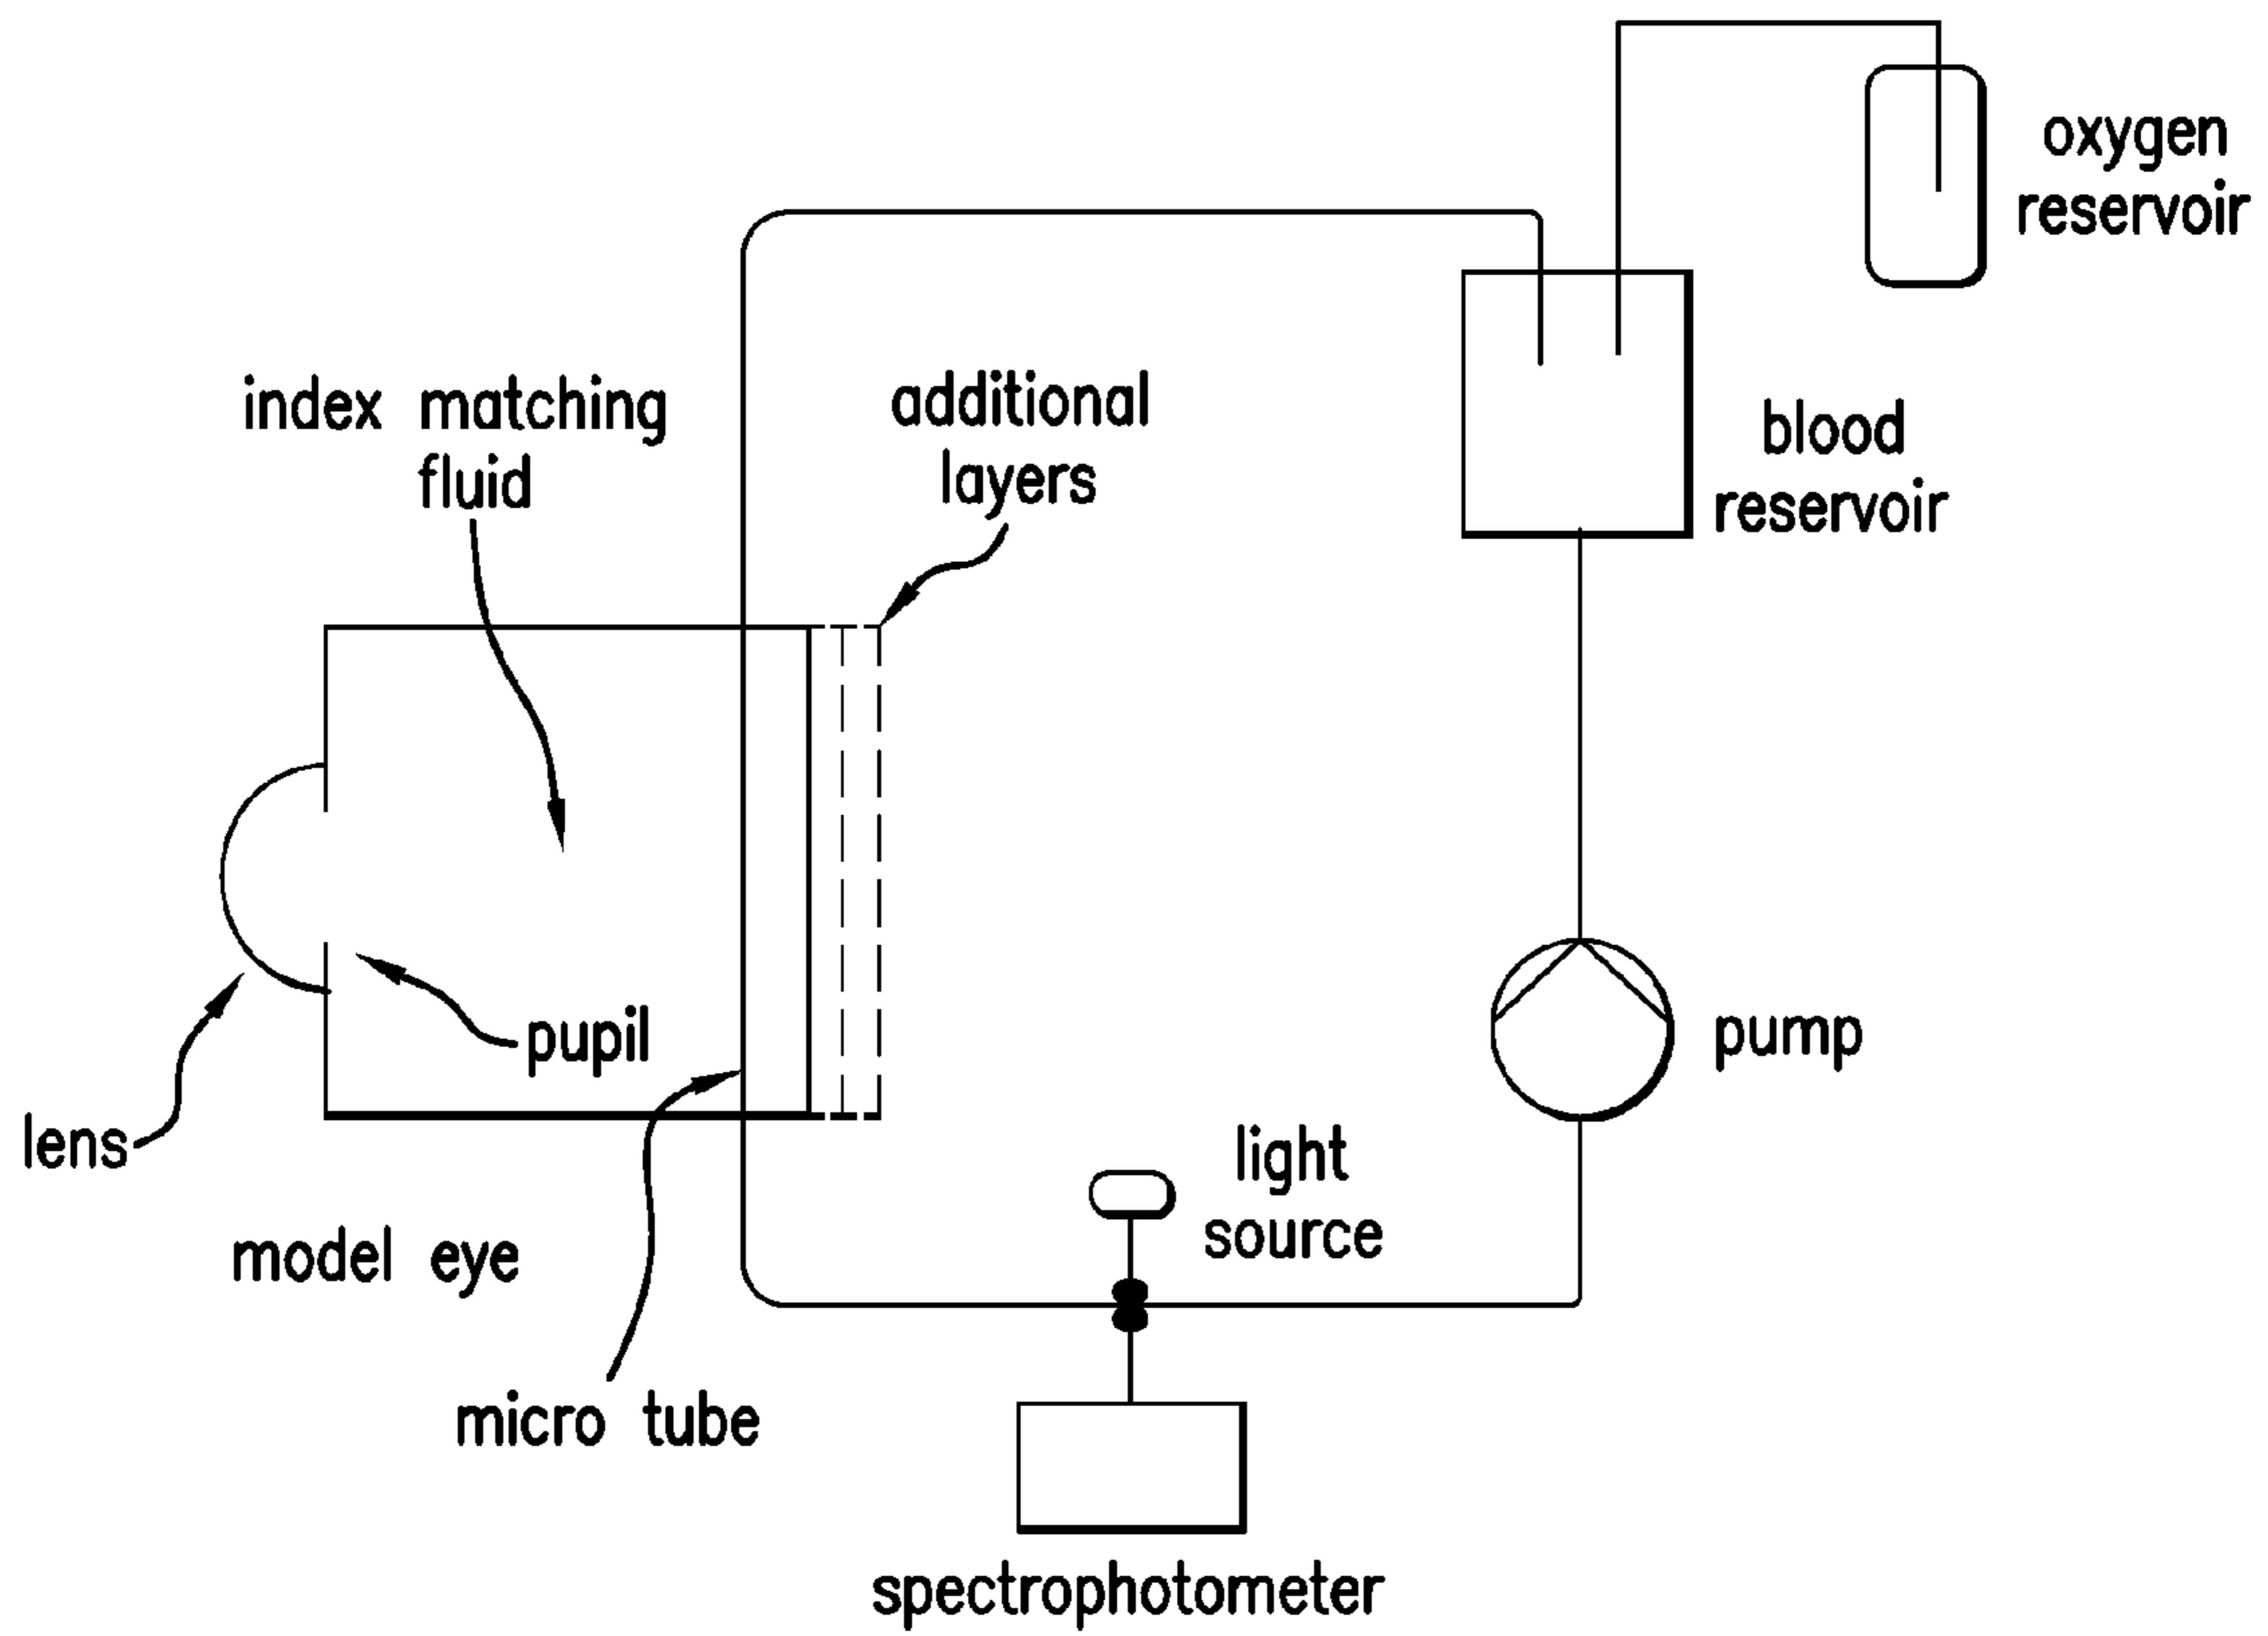 oxygen
reservoir
index matching
fluid
additional
layers
blood
reservoir
pupil
pump
lens
light
source
model eye
micro tube
spectrophotometer